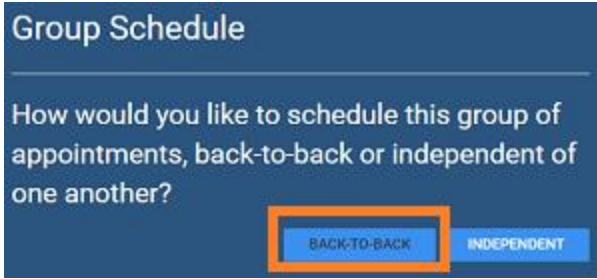 Group Schedule
How would you like to schedule this group of
appointments, back-to-back or independent of
one another?
BACK-TO-BACK INDEPENDENT